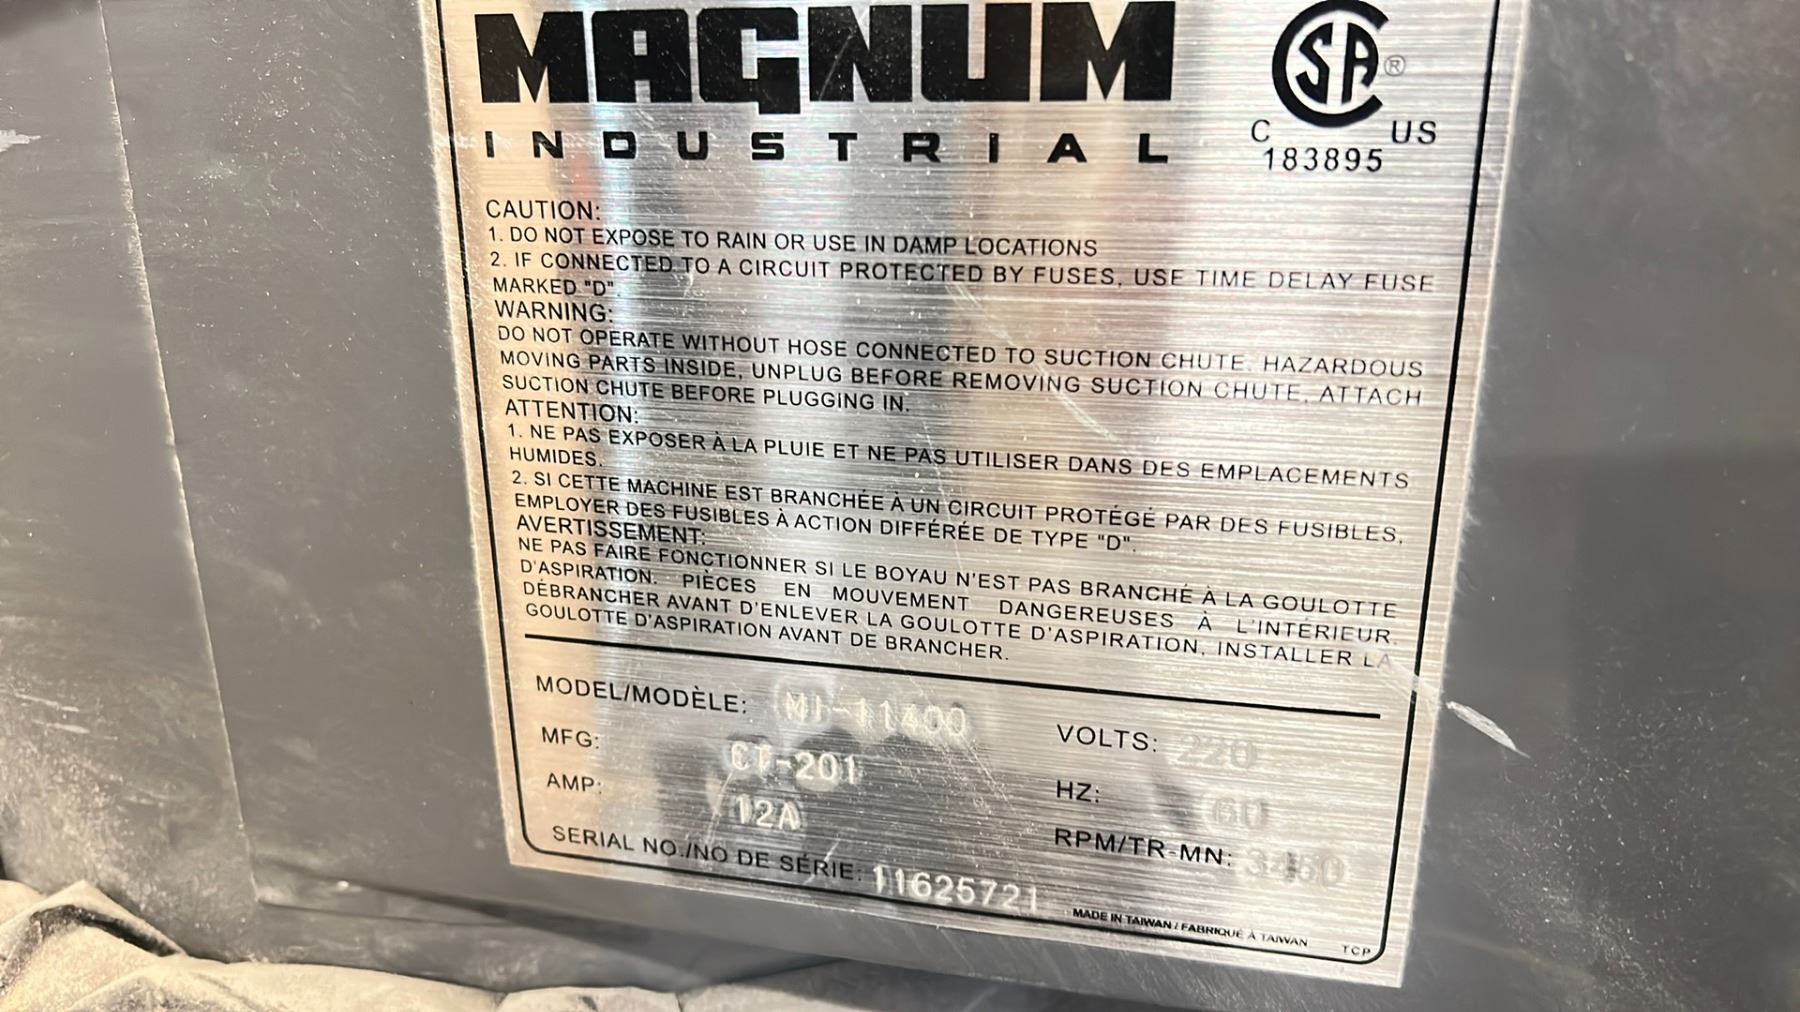 MAGNUM
INDUSTRIAL
CSA®
C US
183895
CAUTION:
1. DO NOT EXPOSE TO RAIN OR USE IN DAMP LOCATIONS
2. IF CONNECTED TO A CIRCUIT PROTECTED BY FUSES, USE TIME DELAY FUSE
MARKED "D".
WARNING:
DO NOT OPERATE WITHOUT HOSE CONNECTED TO SUCTION CHUTE. HAZARDOUS
MOVING PARTS INSIDE, UNPLUG BEFORE REMOVING SUCTION CHUTE, ATTACH
SUCTION CHUTE BEFORE PLUGGING IN.
ATTENTION:
1. NE PAS EXPOSER À LA PLUIE ET NE PAS UTILISER DANS DES EMPLACEMENTS
HUMIDES.
2. SI CETTE MACHINE EST BRANCHÉE À UN CIRCUIT PROTÉGÉ PAR DES FUSIBLES,
EMPLOYER DES FUSIBLES À ACTION DIFFÉRÉE DE TYPE "D".
AVERTISSEMENT:
NE PAS FAIRE FONCTIONNER SI LE BOYAU N'EST PAS BRANCHÉ À LA GOULOTTE
D'ASPIRATION. PIÈCES EN MOUVEMENT DANGEREUSES À L'INTÉRIEUR.
DÉBRANCHER AVANT D'ENLEVER LA GOULOTTE D'ASPIRATION, INSTALLER LA
GOULOTTE D'ASPIRATION AVANT DE BRANCHER.
MODEL/MODÈLE: MI-11400
VOLTS: 220
MFG: CT-201
HZ: 60
AMP: 12A
RPM/TR-MN: 3450
SERIAL NO./NO DE SÉRIE: 11625721
MADE IN TAIWAN / FABRIQUÉ À TAIWAN
TCP